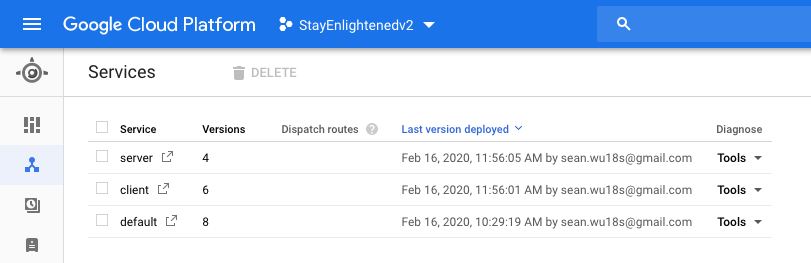 Google Cloud Platform StayEnlightenedv2
Services DELETE
Service Versions Dispatch routes ? Last version deployed Diagnose
server 4 Feb 16, 2020, 11:56:05 AM by sean.wu18s@gmail.com Tools
client 6 Feb 16, 2020, 11:56:01 AM by sean.wu18s@gmail.com Tools
default 8 Feb 16, 2020, 10:29:19 AM by sean.wu18s@gmail.com Tools